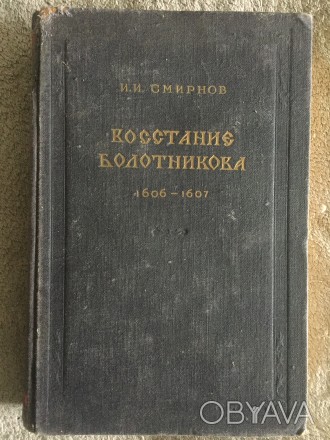 И.И. СМИРНОВ
ВОССТАНИЕ
БОЛОТНИКОВА
1606–1607
OBYAVA